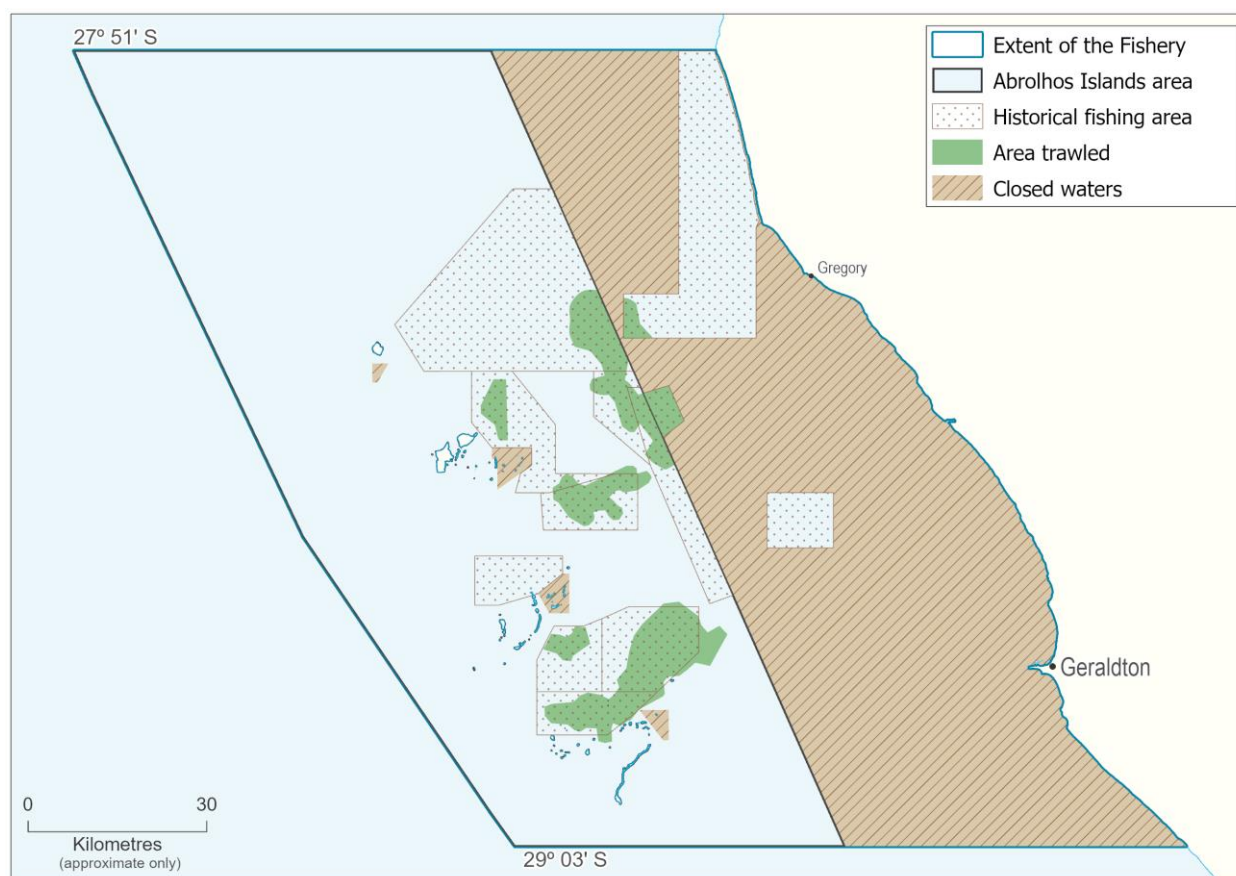 27º 51' S
Extent of the Fishery
Abrolhos Islands area
Historical fishing area
Area trawled
Closed waters
Gregory
Geraldton
0 30
Kilometres
(approximate only)
29º 03' S